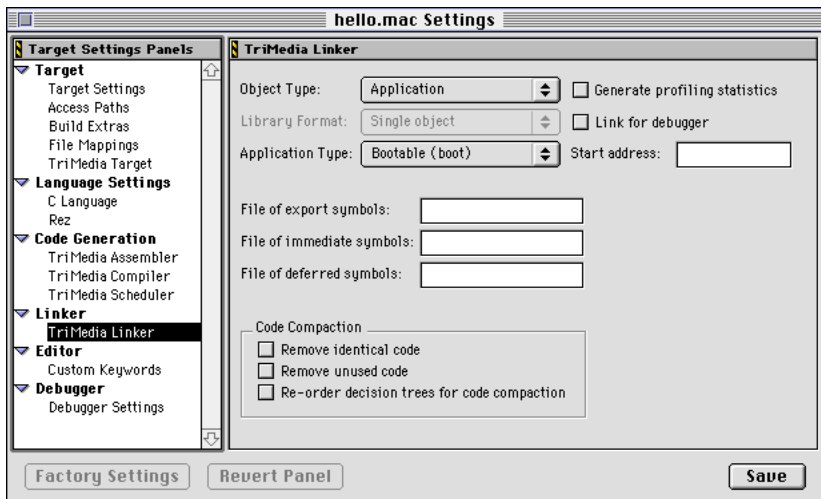 hello.mac Settings
Target Settings Panels
Target
Target Settings
Access Paths
Build Extras
File Mappings
TriMedia Target
Language Settings
C Language
Rez
Code Generation
TriMedia Assembler
TriMedia Compiler
TriMedia Scheduler
Linker
TriMedia Linker
Editor
Custom Keywords
Debugger
Debugger Settings
TriMedia Linker
Object Type: Application Generate profiling statistics
Library Format: Single object Link for debugger
Application Type: Bootable (boot) Start address:
File of export symbols:
File of immediate symbols:
File of deferred symbols:
Code Compaction
Remove identical code
Remove unused code
Re-order decision trees for code compaction
Factory Settings Revert Panel Save